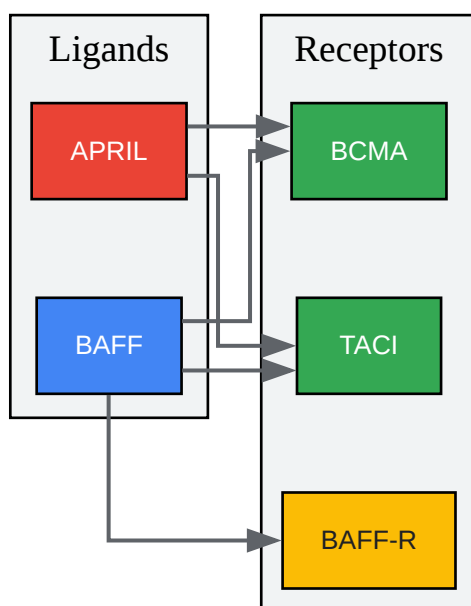 Ligands
APRIL
BAFF
Receptors
BCMA
TACI
BAFF-R